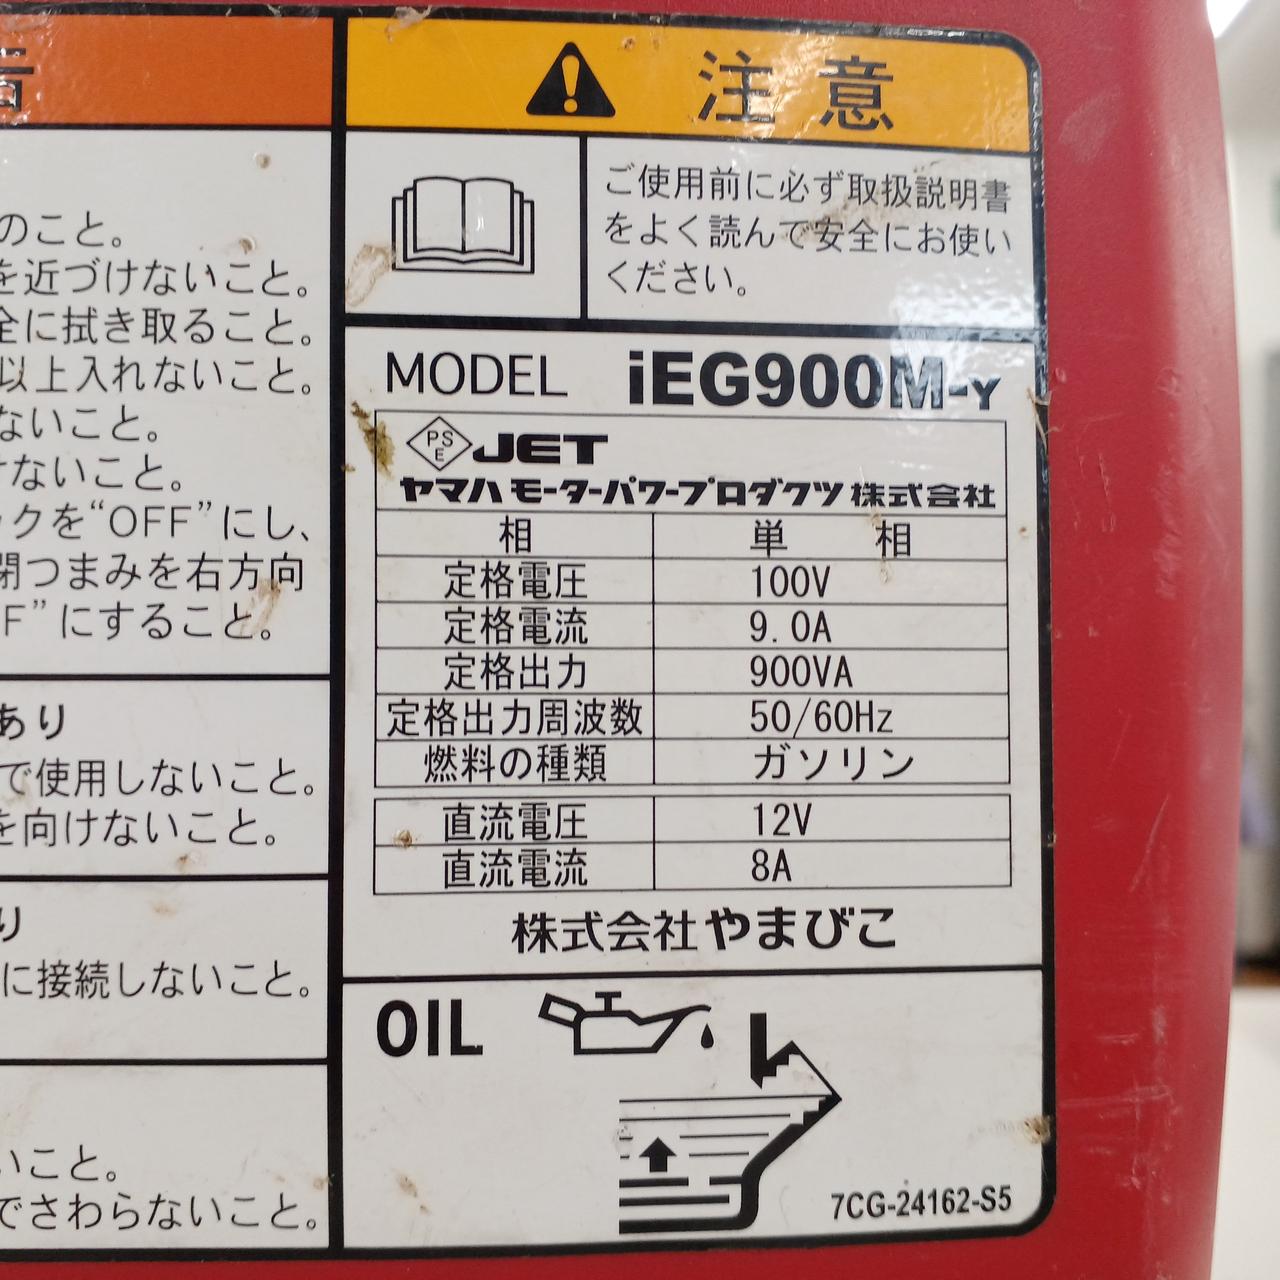 のこと。
を近づけないこと。
全に拭き取ること。
以上入れないこと。
ないこと。
けないこと。
ックを“OFF”にし、
閉つまみを右方向
F”にすること。
あり
で使用しないこと。
を向けないこと。
り
に接続しないこと。
いこと。
でさわらないこと。
注意
ご使用前に必ず取扱説明書
をよく読んで安全にお使い
ください。
MODEL iEG900M-Y
PSE JET
ヤマハモーターパワープロダクツ株式会社
相 単相
定格電圧 100V
定格電流 9.0A
定格出力 900VA
定格出力周波数 50/60Hz
燃料の種類 ガソリン
直流電圧 12V
直流電流 8A
株式会社やまびこ
OIL
7CG-24162-S5